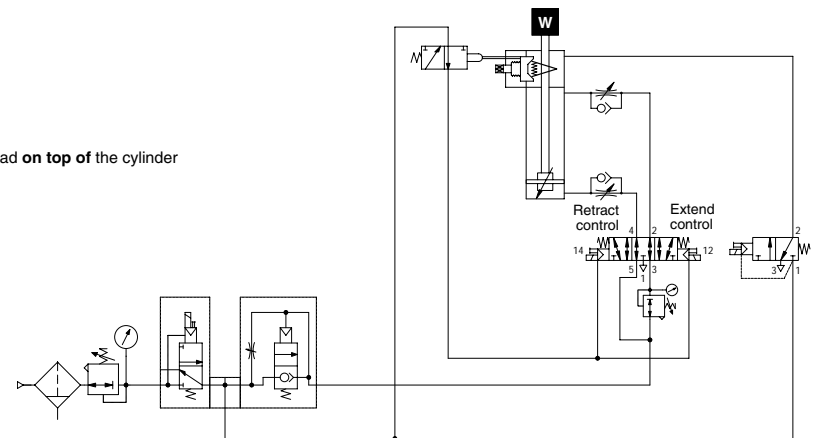 W
ad on top of the cylinder
Retract control
Extend control
4
2
14
12
5
1
3
2
3
1